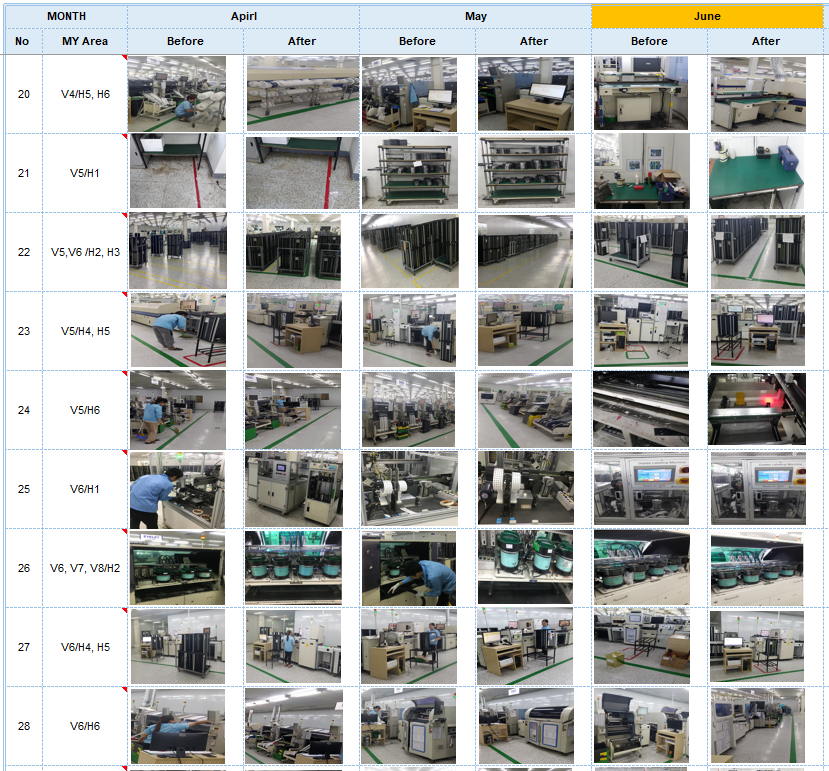 MONTH Apirl May June
No MY Area Before After Before After Before After
20 V4/H5, H6
21 V5/H1
22 V5,V6 /H2, H3
23 V5/H4, H5
24 V5/H6
25 V6/H1
26 V6, V7, V8/H2
27 V6/H4, H5
28 V6/H6